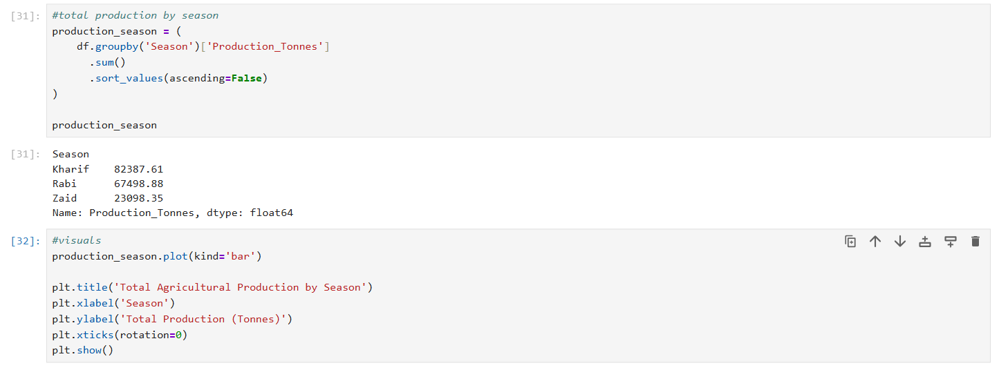 [31]: #total production by season
production_season = (
    df.groupby('Season')['Production_Tonnes']
      .sum()
      .sort_values(ascending=False)
)

production_season
[31]: Season
Kharif    82387.61
Rabi      67498.88
Zaid      23098.35
Name: Production_Tonnes, dtype: float64
[32]: #visuals
production_season.plot(kind='bar')

plt.title('Total Agricultural Production by Season')
plt.xlabel('Season')
plt.ylabel('Total Production (Tonnes)')
plt.xticks(rotation=0)
plt.show()